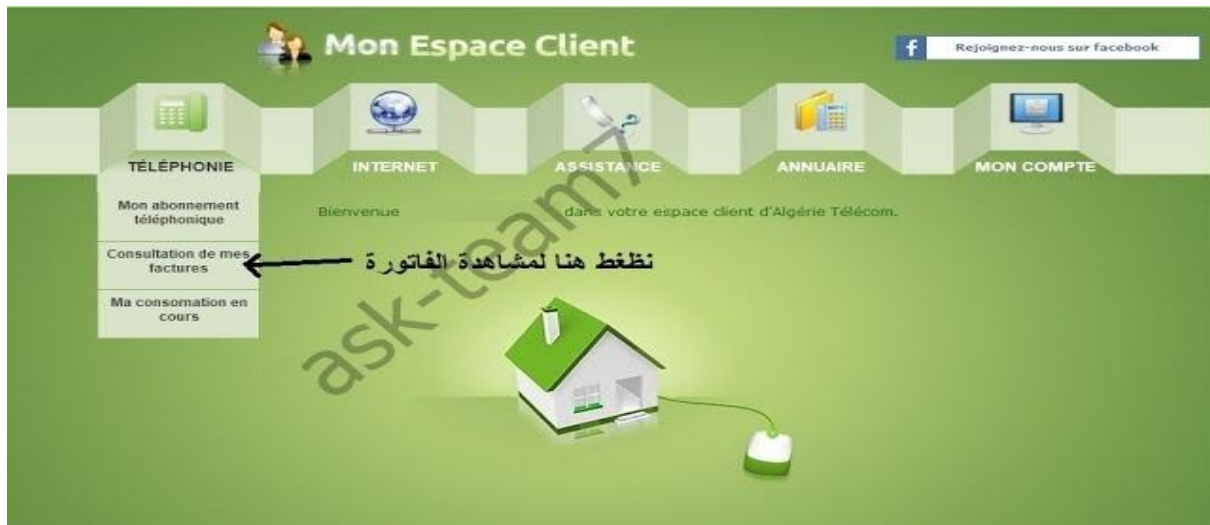 Mon Espace Client
f Rejoignez-nous sur facebook
TÉLÉPHONIE
INTERNET
ASSISTANCE
ANNUAIRE
MON COMPTE
Mon abonnement
téléphonique
Consultation de mes
factures
Ma consomation en
cours
Bienvenue dans votre espace client d'Algérie Télécom.
نظغط هنا لمشاهدة الفاتورة
ask-team7